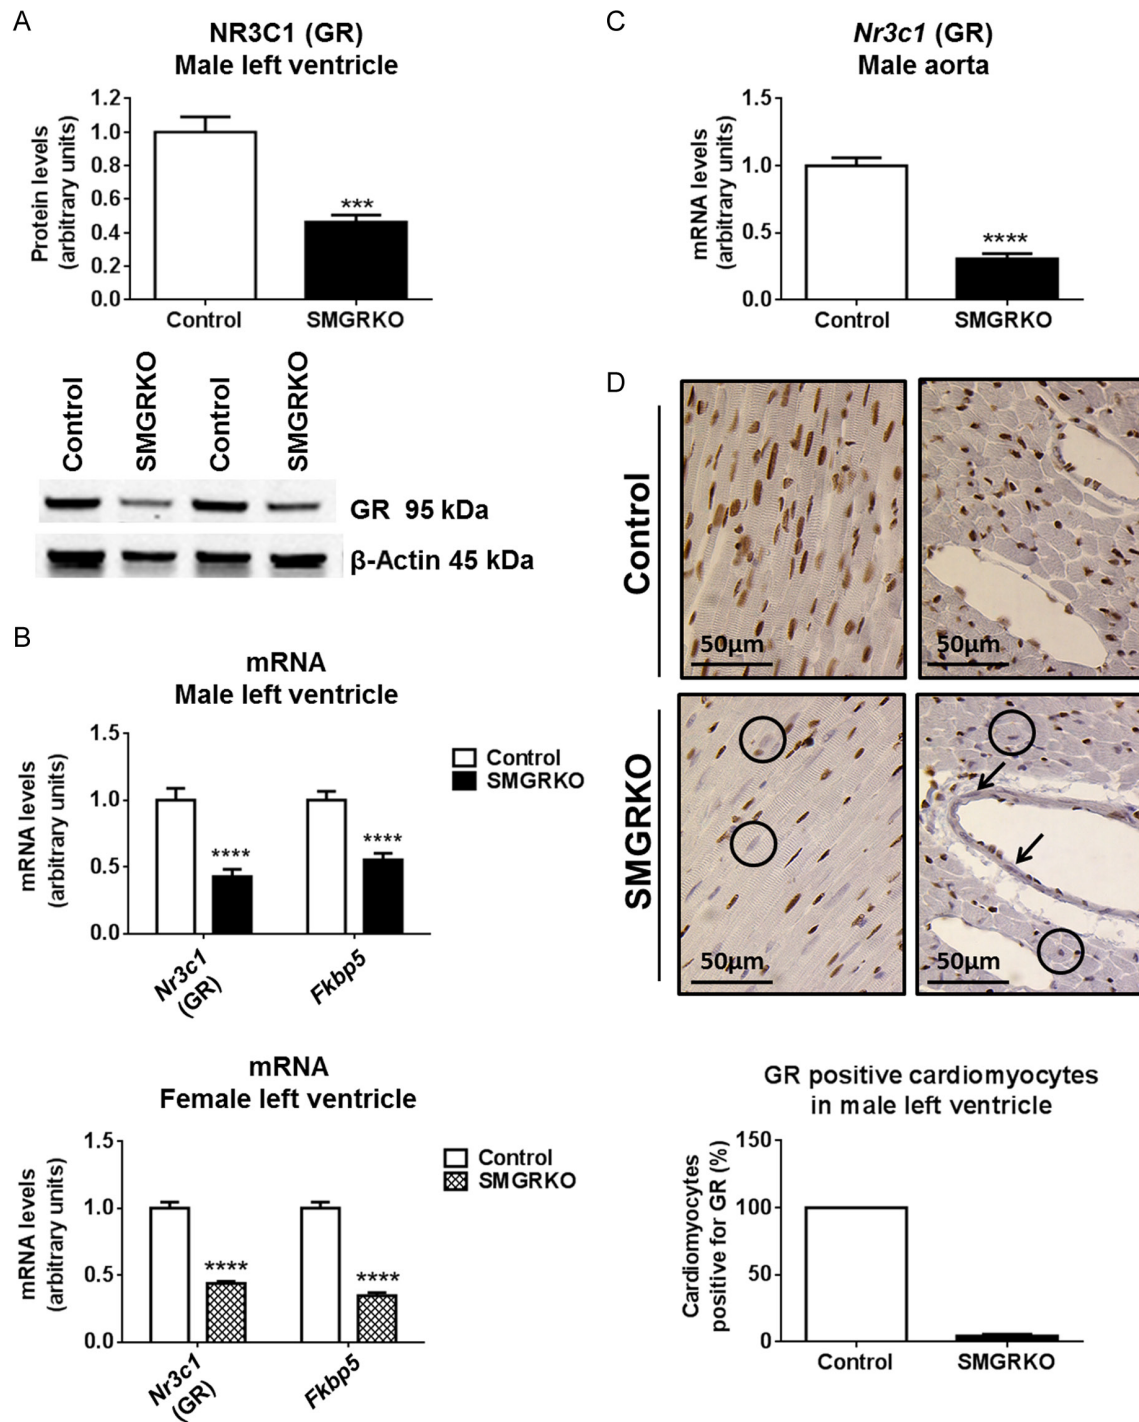 A
NR3C1 (GR)
Male left ventricle
Protein levels
(arbitrary units)
1.2
1.0
0.8
0.6
0.4
0.2
0.0
***
Control
SMGRKO
Control
SMGRKO
Control
SMGRKO
GR 95 kDa
β-Actin 45 kDa
B
mRNA
Male left ventricle
mRNA levels
(arbitrary units)
1.5
1.0
0.5
0.0
****
****
Control
SMGRKO
Nr3c1
(GR)
Fkbp5
mRNA
Female left ventricle
mRNA levels
(arbitrary units)
1.5
1.0
0.5
0.0
****
****
Control
SMGRKO
Nr3c1
(GR)
Fkbp5
C
Nr3c1 (GR)
Male aorta
mRNA levels
(arbitrary units)
1.5
1.0
0.5
0.0
****
Control
SMGRKO
D
Control
50µm
50µm
SMGRKO
50µm
50µm
GR positive cardiomyocytes
in male left ventricle
Cardiomyocytes
positive for GR (%)
150
100
50
0
Control
SMGRKO